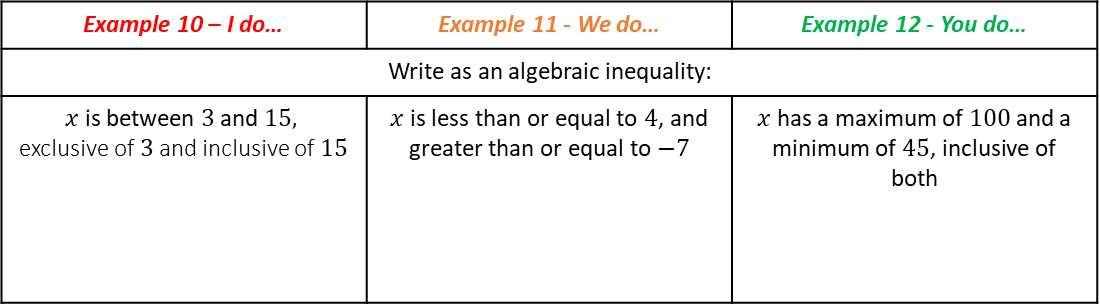 Example 10 – I do…
Example 11 - We do…
Example 12 - You do…
Write as an algebraic inequality:
x is between 3 and 15,
exclusive of 3 and inclusive of 15
x is less than or equal to 4, and
greater than or equal to −7
x has a maximum of 100 and a
minimum of 45, inclusive of
both